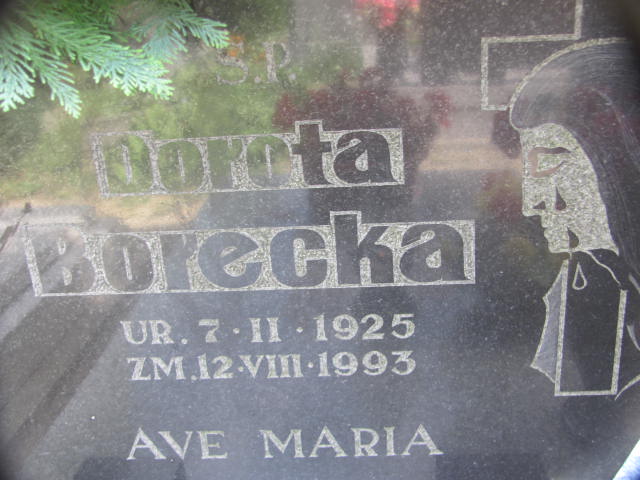 S.P.
Dorota
Borecka
UR. 7·II·1925
ZM. 12·VIII·1993
AVE MARIA